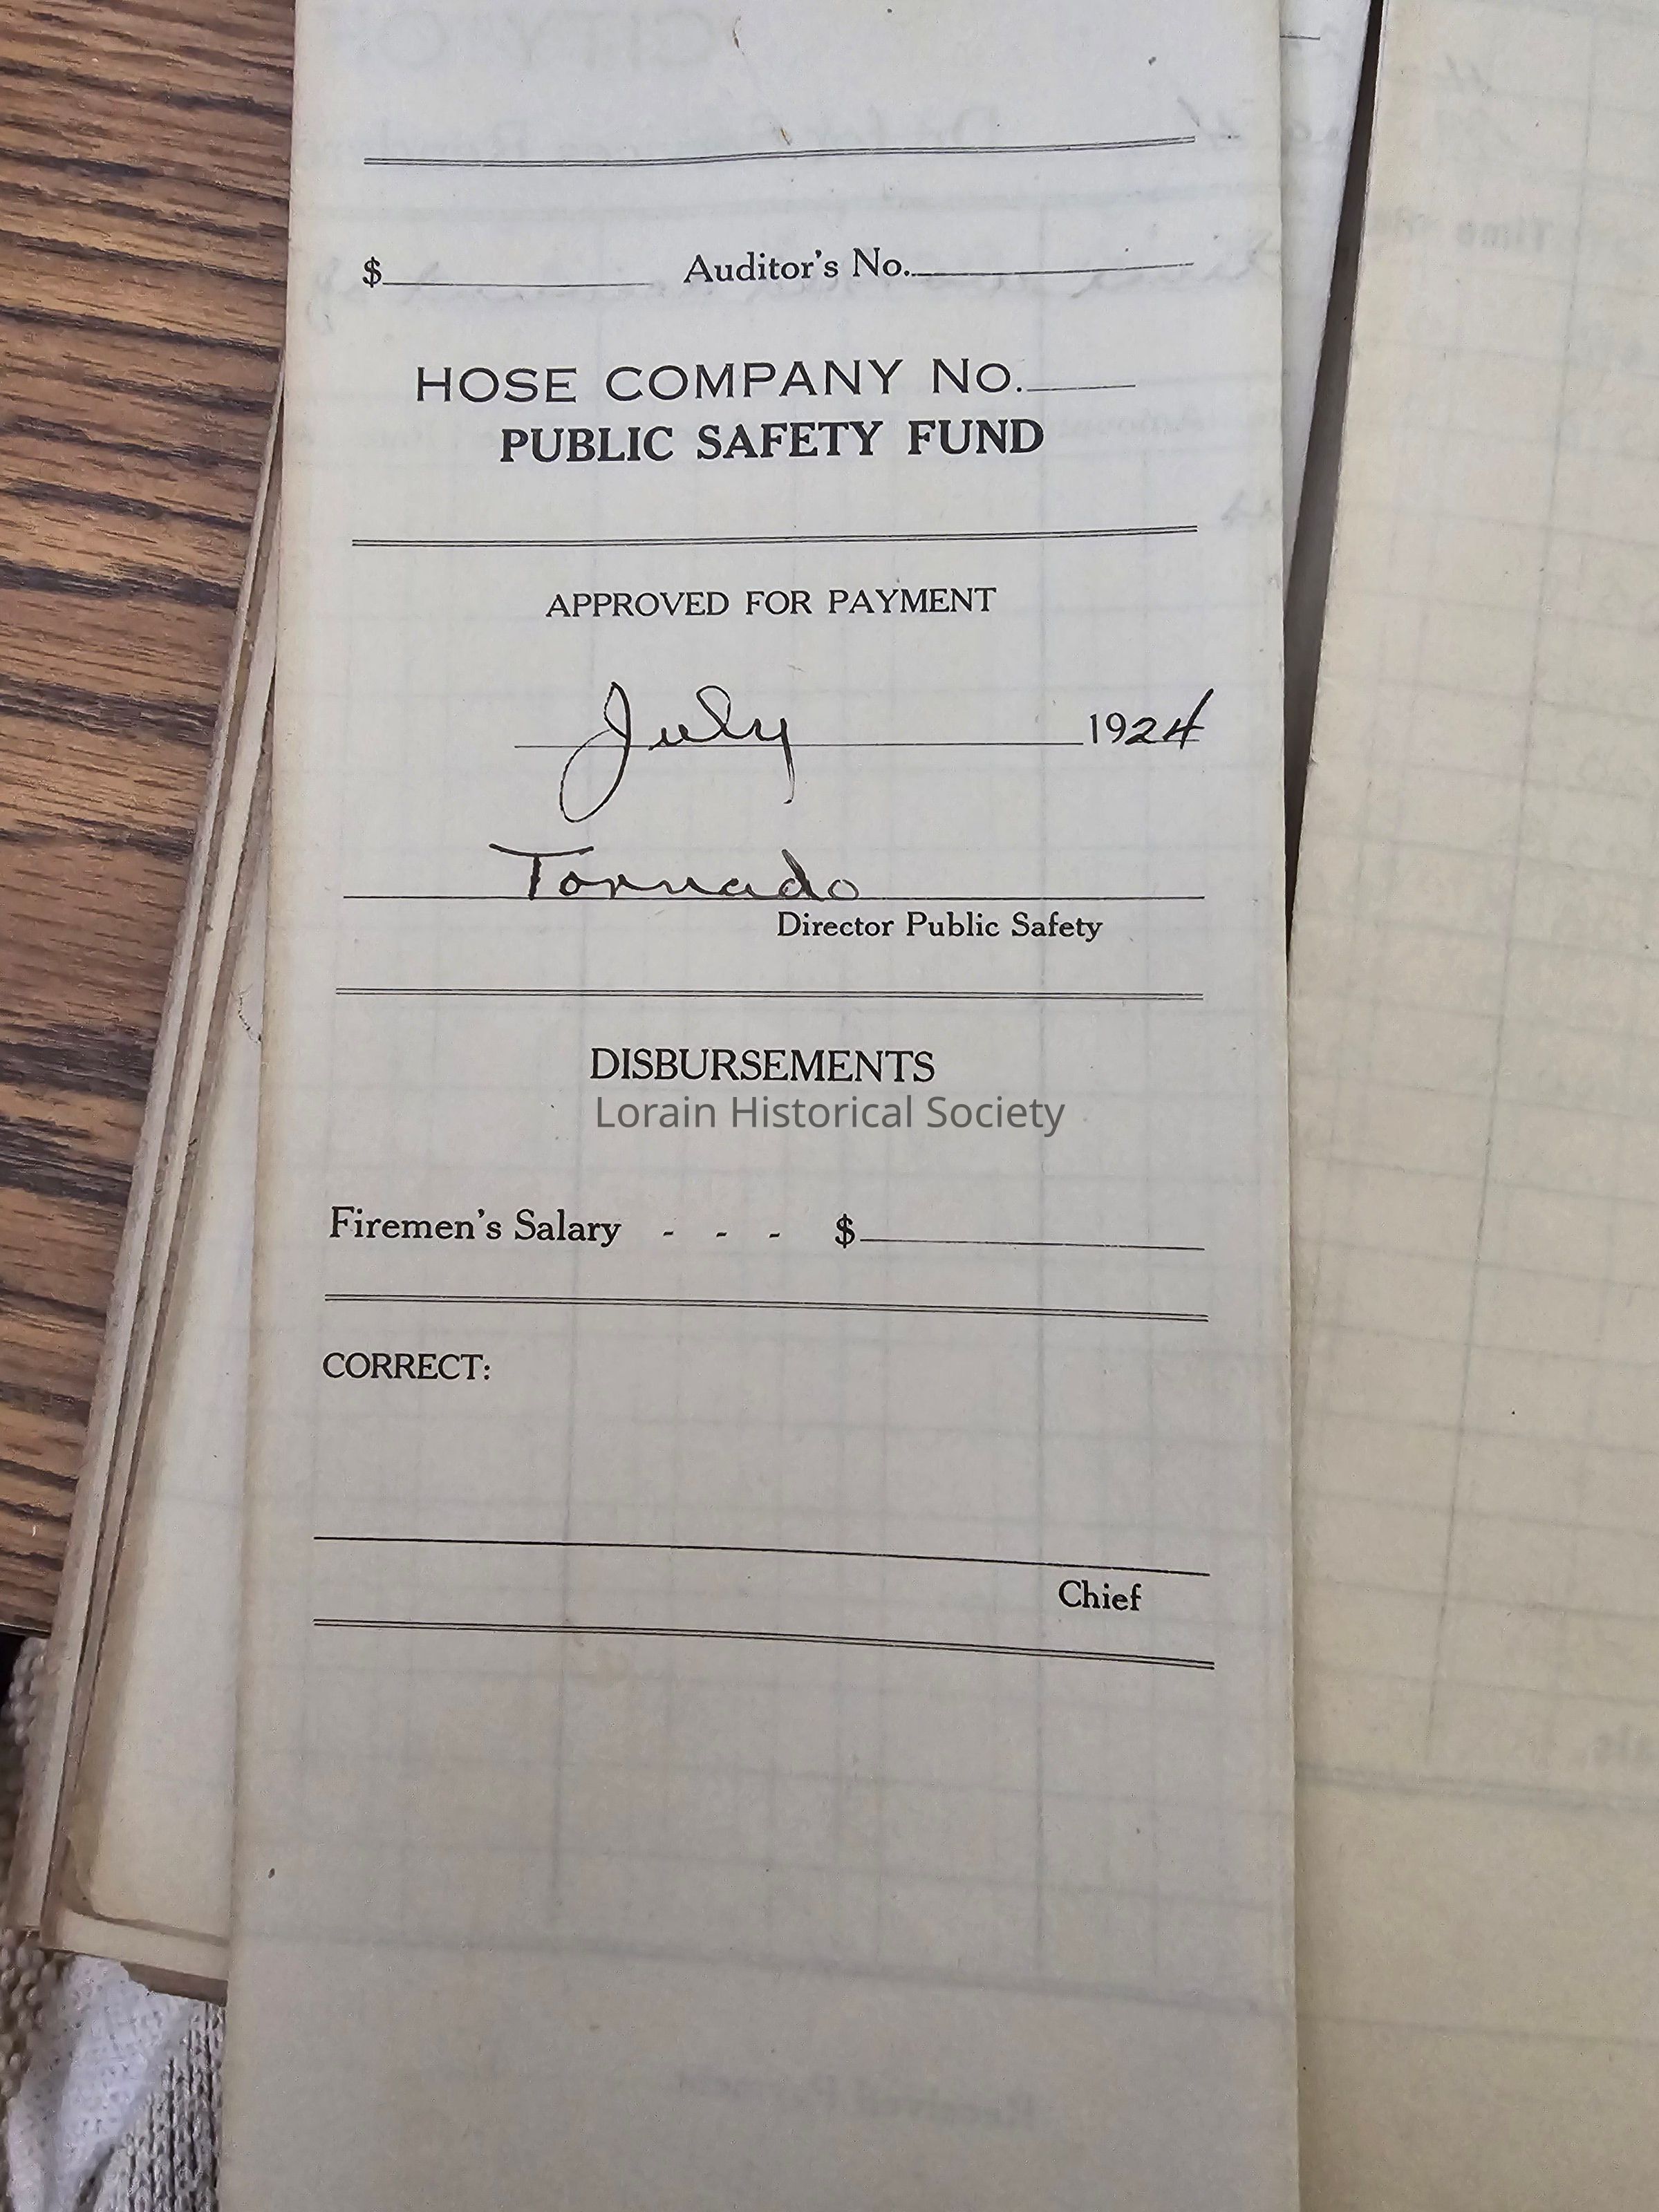 $ Auditor's No.
HOSE COMPANY No.
PUBLIC SAFETY FUND
APPROVED FOR PAYMENT
July 1924
Tornado
Director Public Safety
DISBURSEMENTS
Lorain Historical Society
Firemen's Salary - - - $
CORRECT:
Chief